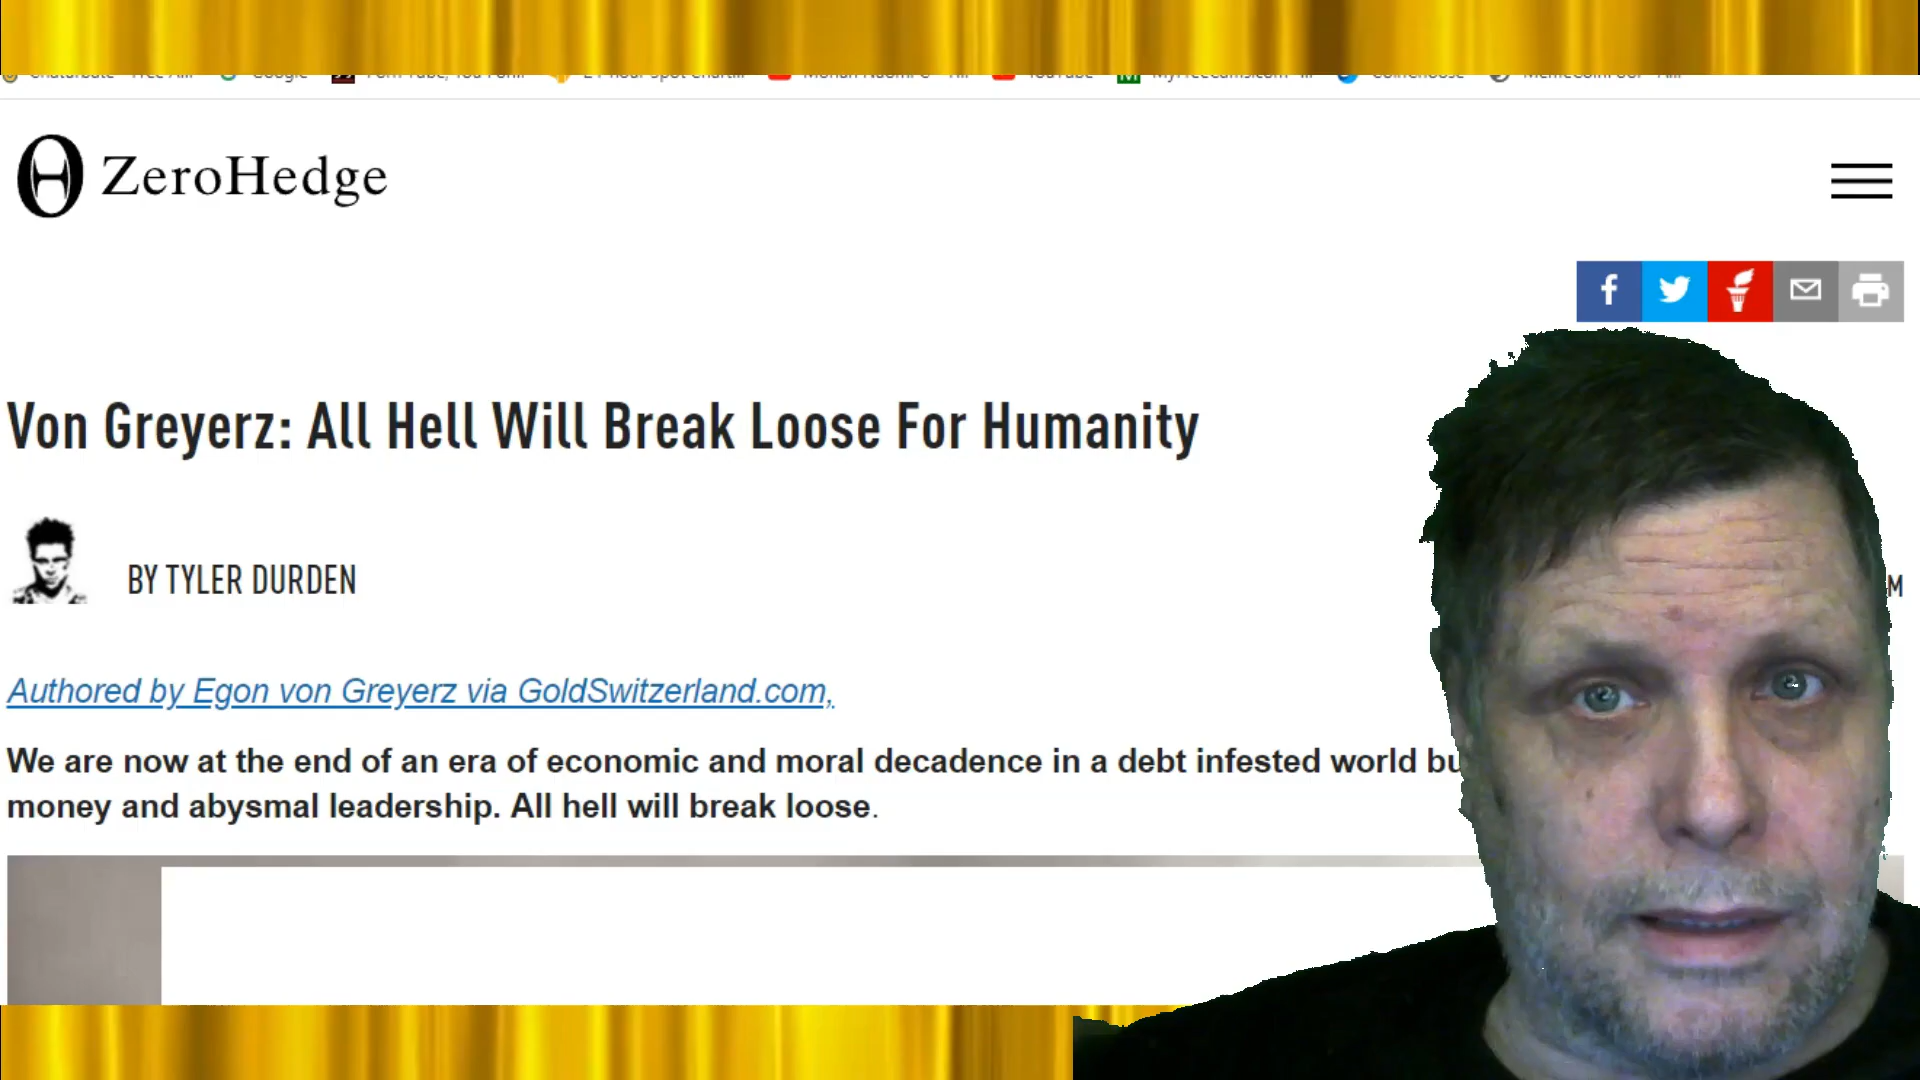 ZeroHedge
Von Greyerz: All Hell Will Break Loose For Humanity
BY TYLER DURDEN
M
Authored by Egon von Greyerz via GoldSwitzerland.com,
We are now at the end of an era of economic and moral decadence in a debt infested world bu
money and abysmal leadership. All hell will break loose.